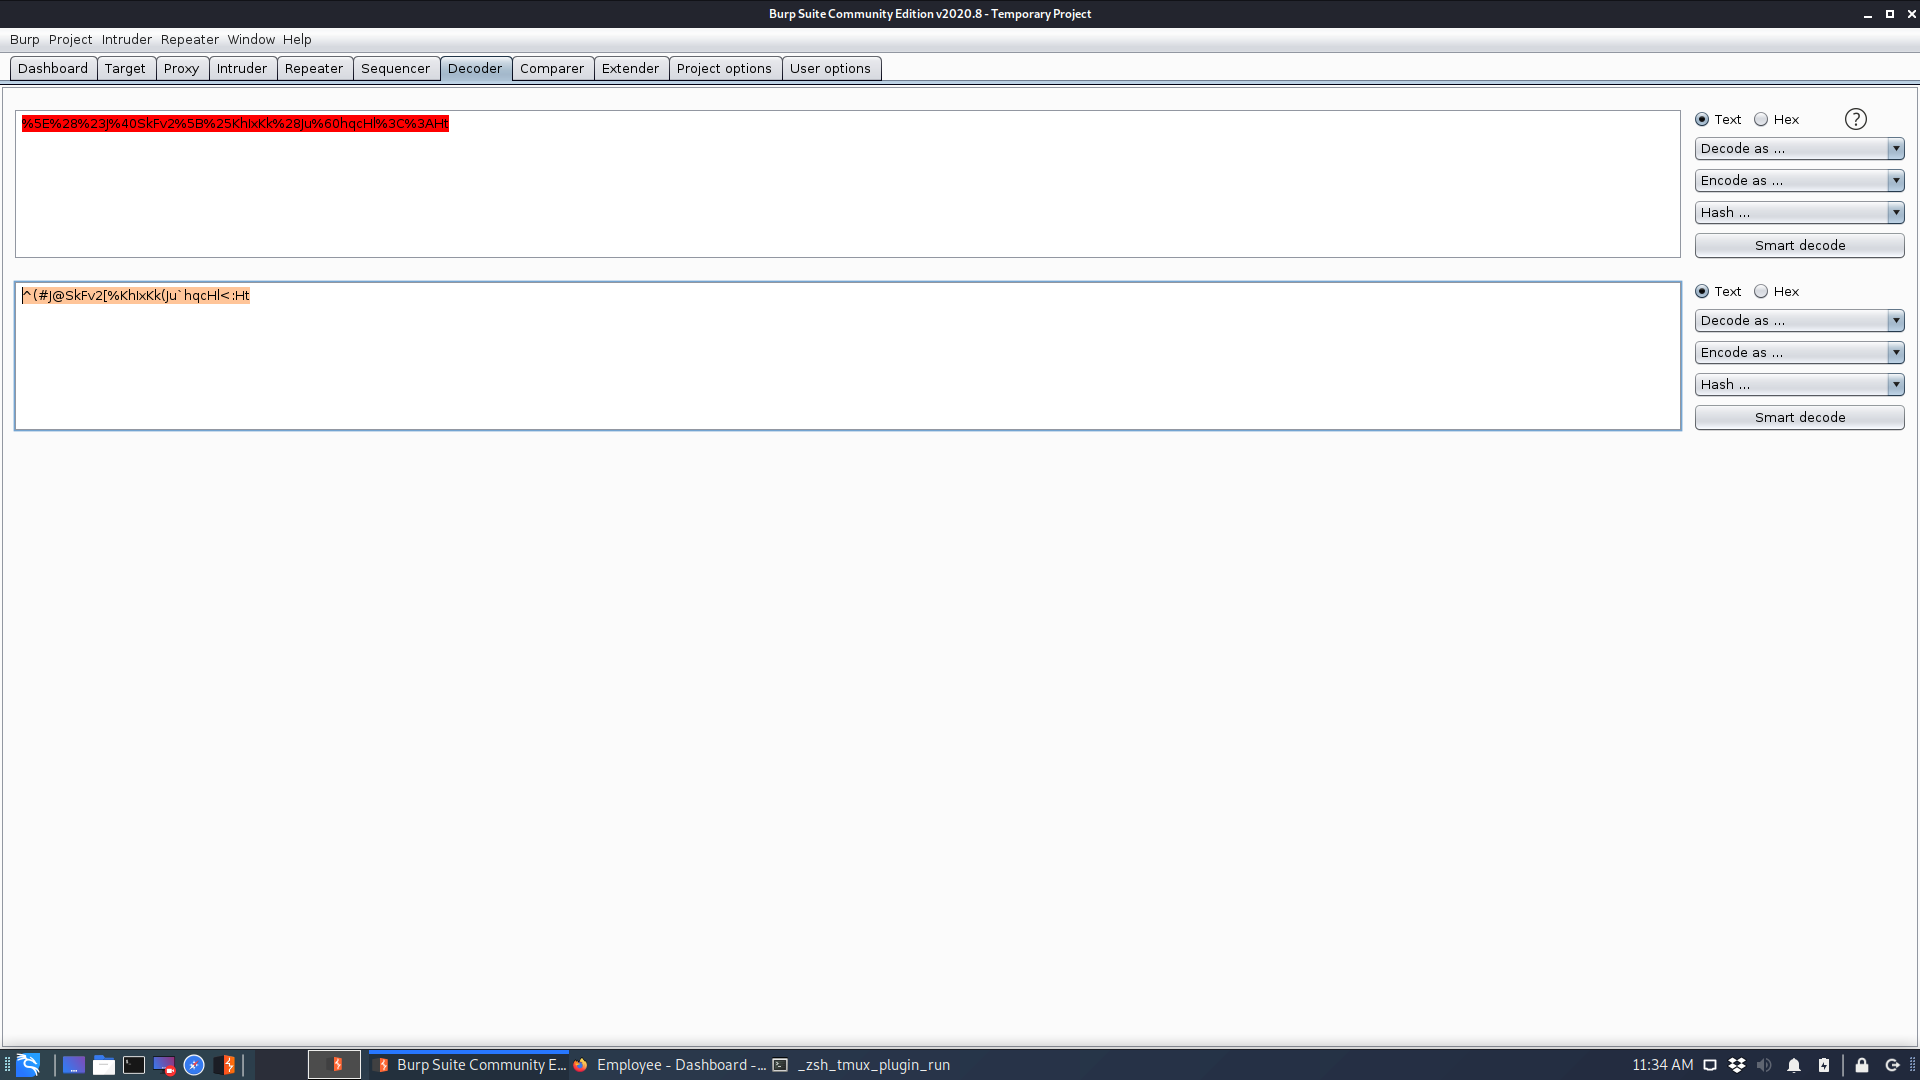 Burp Suite Community Edition v2020.8 - Temporary Project
Burp Project Intruder Repeater Window Help
Dashboard Target Proxy Intruder Repeater Sequencer Decoder Comparer Extender Project options User options
%5E%28%23J%40SkFv2%5B%25KhIxKk%28Ju%60hqcHl%3C%3AHt
Text Hex ?
Decode as ...
Encode as ...
Hash ...
Smart decode
^(#J@SkFv2[%KhIxKk(Ju`hqcHl<:Ht
Text Hex
Decode as ...
Encode as ...
Hash ...
Smart decode
Burp Suite Community E... Employee - Dashboard -... _zsh_tmux_plugin_run 11:34 AM